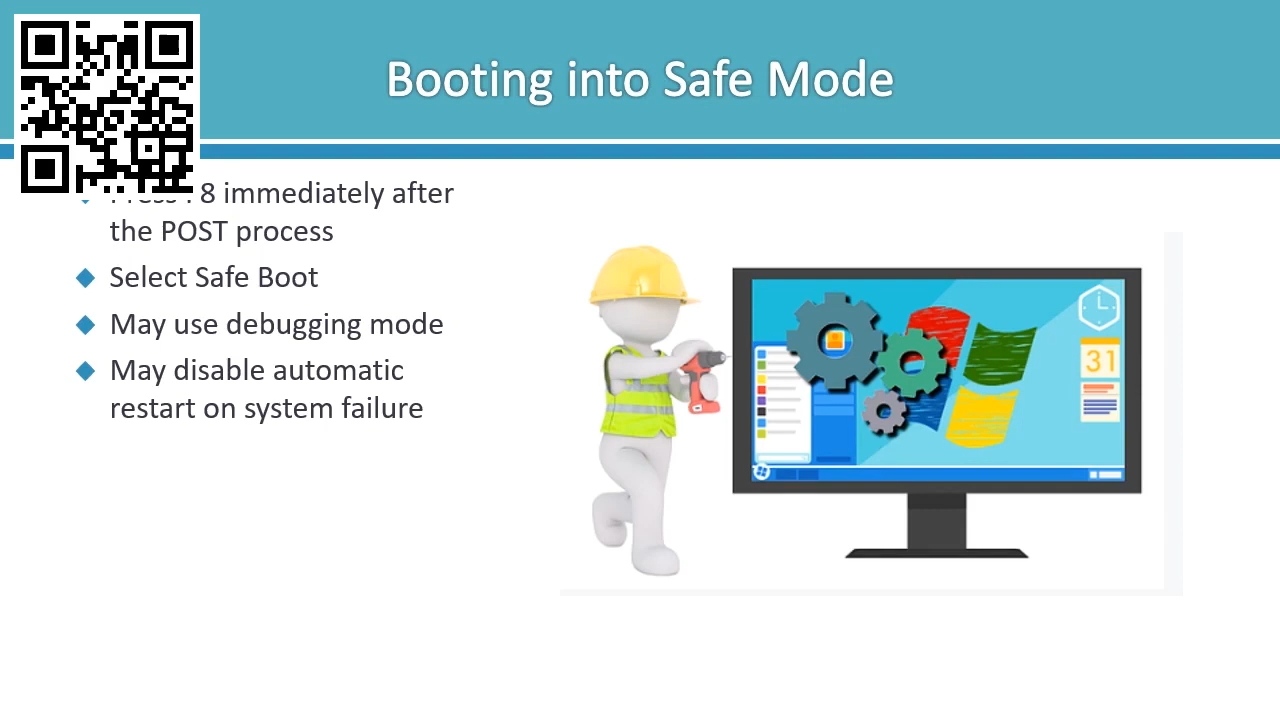 Booting into Safe Mode
8 immediately after
the POST process
Select Safe Boot
May use debugging mode
May disable automatic
restart on system failure
31